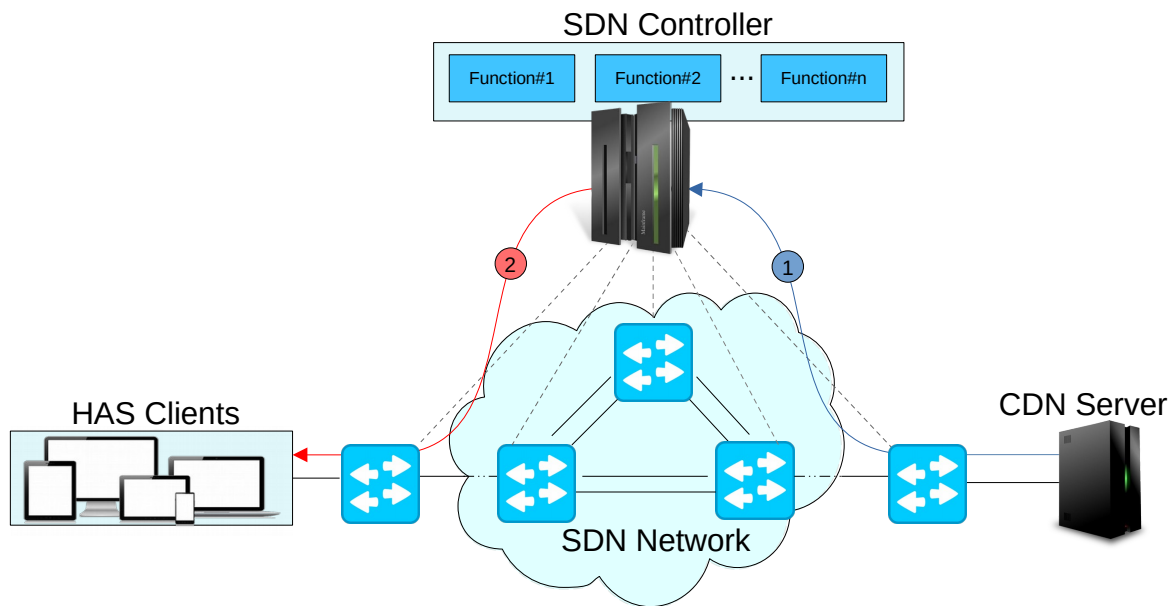 SDN Controller
Function#1
Function#2
...
Function#n
2
1
HAS Clients
CDN Server
SDN Network